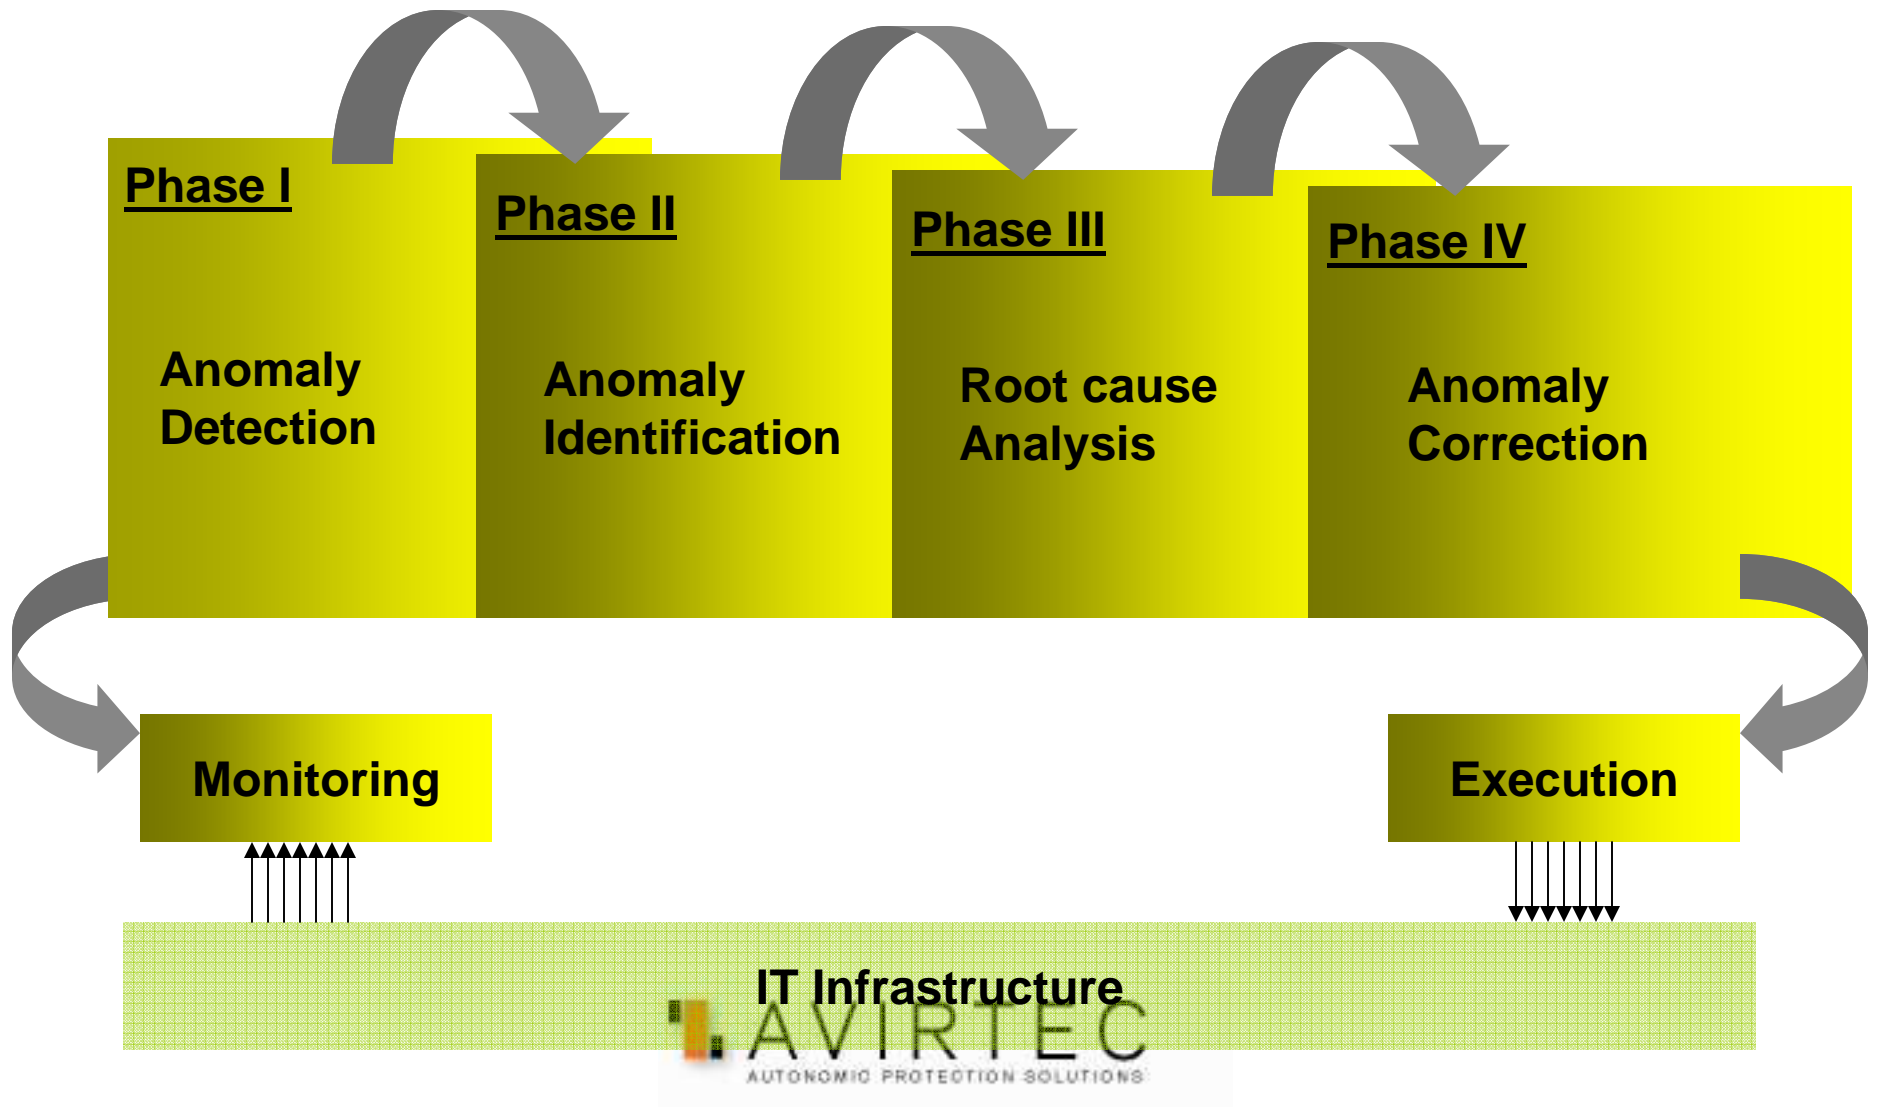 Phase I
Phase II
Phase III
Phase IV
Anomaly
Detection
Anomaly
Identification
Root cause
Analysis
Anomaly
Correction
Monitoring
Execution
IT Infrastructure
AVIRTEC
AUTONOMIC PROTECTION SOLUTIONS